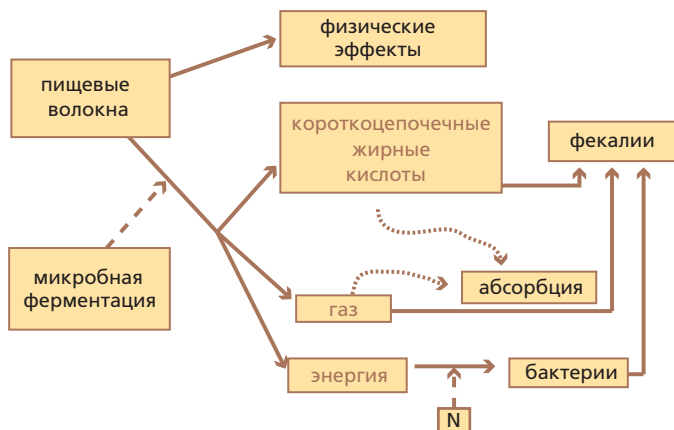 физические
эффекты
пищевые
волокна
короткоцепочечные
жирные
кислоты
фекалии
микробная
ферментация
абсорбция
газ
энергия
бактерии
N